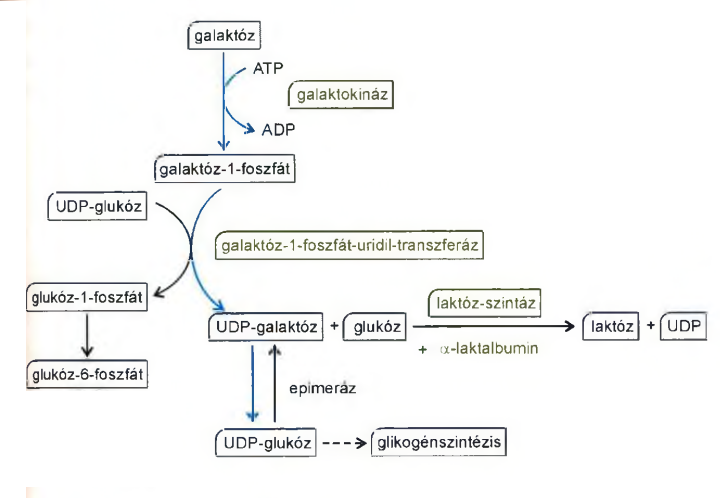 galaktóz
ATP
galaktokináz
ADP
galaktóz-1-foszfát
UDP-glukóz
galaktóz-1-foszfát-uridil-transzferáz
glukóz-1-foszfát
laktóz-szintáz
UDP-galaktóz + glukóz
laktóz + UDP
+ α-laktalbumin
glukóz-6-foszfát
epimeráz
UDP-glukóz
glikogénszintézis